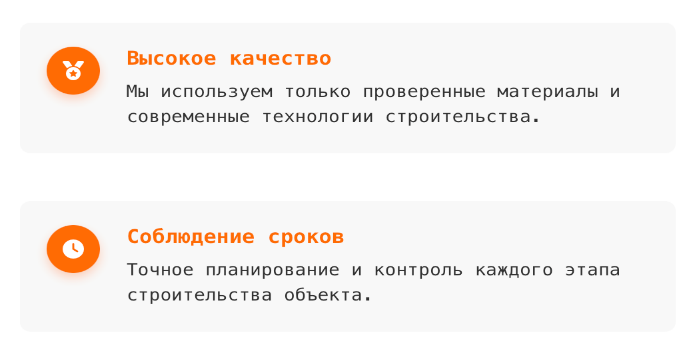 Высокое качество
Мы используем только проверенные материалы и
современные технологии строительства.
Соблюдение сроков
Точное планирование и контроль каждого этапа
строительства объекта.